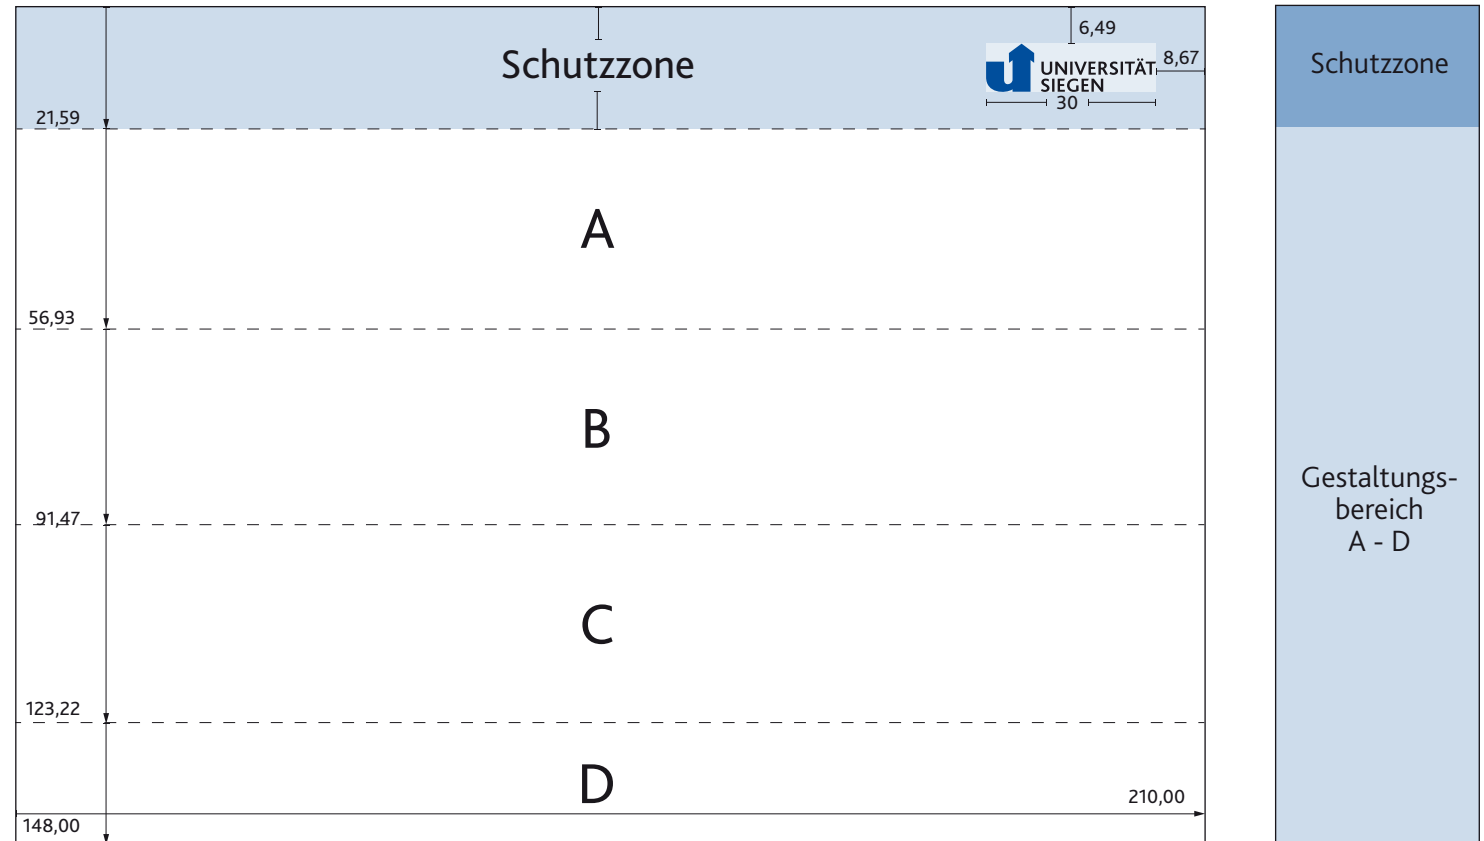 6,49
Schutzzone
UNIVERSITÄT
SIEGEN
8,67
30
21,59
A
56,93
B
91,47
C
123,22
D
210,00
148,00
Schutzzone
Gestaltungs-
bereich
A - D